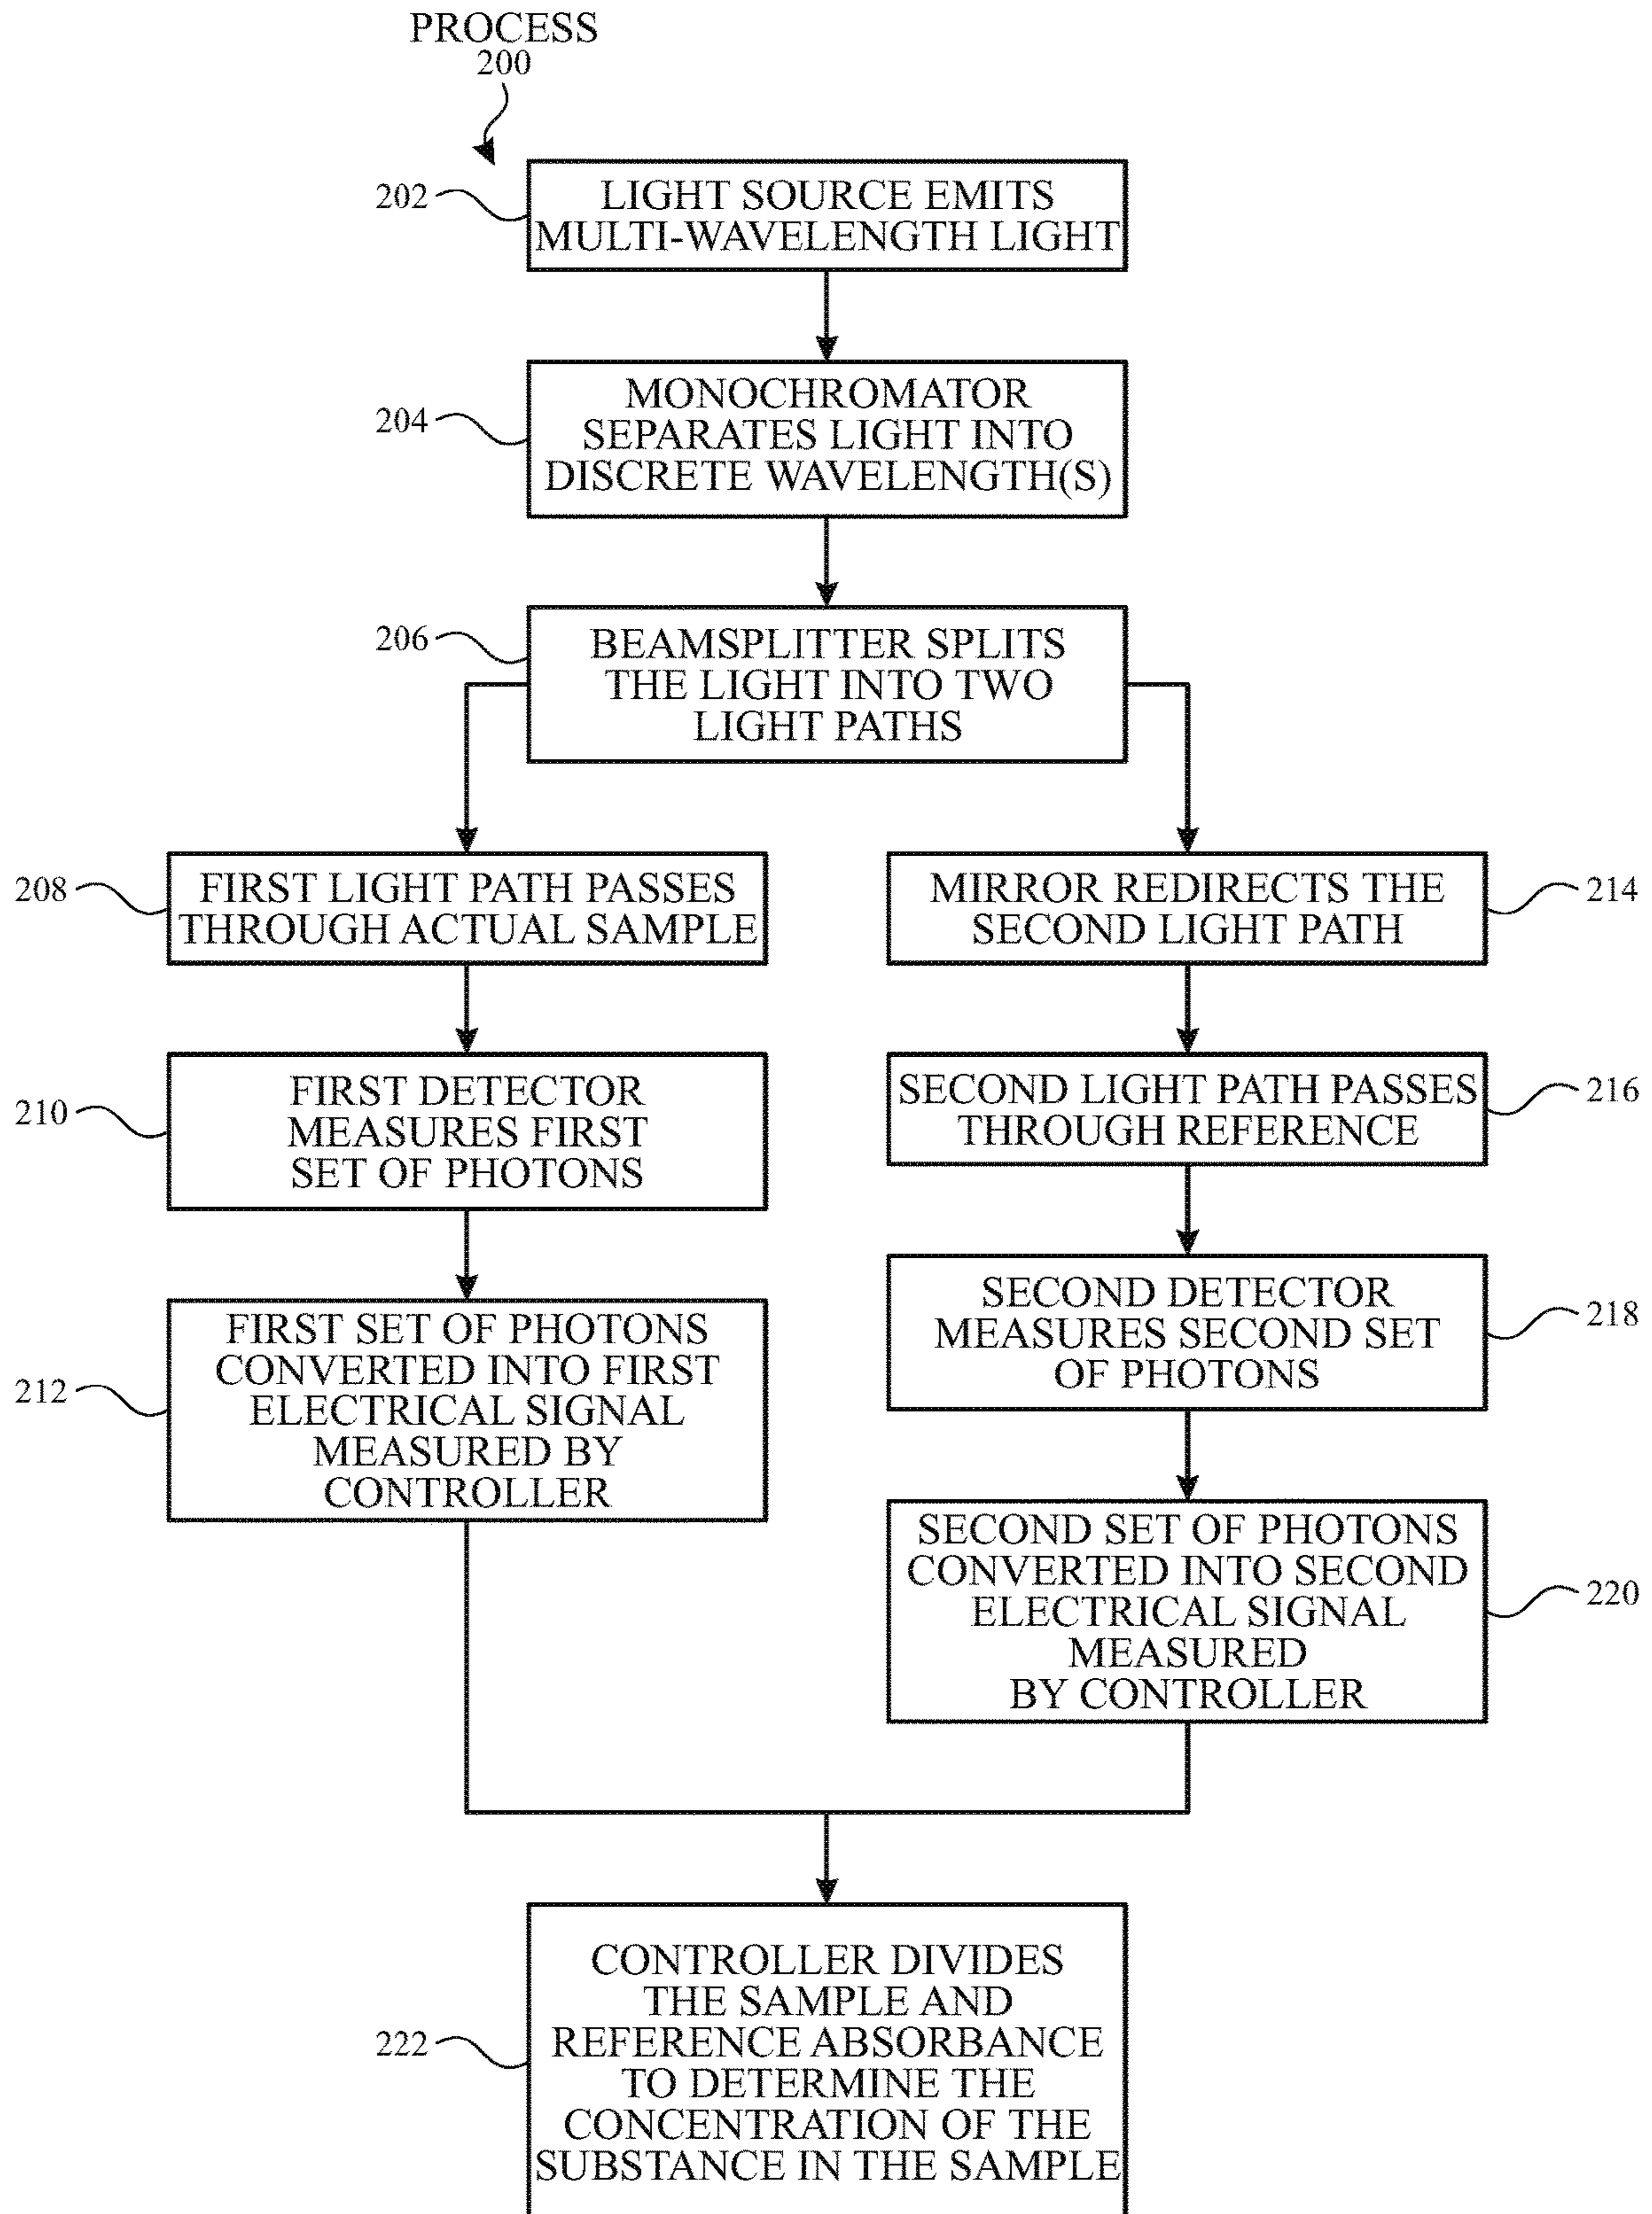 PROCESS
200
202
LIGHT SOURCE EMITS
MULTI-WAVELENGTH LIGHT
204
MONOCHROMATOR
SEPARATES LIGHT INTO
DISCRETE WAVELENGTH(S)
206
BEAMSPLITTER SPLITS
THE LIGHT INTO TWO
LIGHT PATHS
208
FIRST LIGHT PATH PASSES
THROUGH ACTUAL SAMPLE
210
FIRST DETECTOR
MEASURES FIRST
SET OF PHOTONS
212
FIRST SET OF PHOTONS
CONVERTED INTO FIRST
ELECTRICAL SIGNAL
MEASURED BY
CONTROLLER
MIRROR REDIRECTS THE
SECOND LIGHT PATH
214
SECOND LIGHT PATH PASSES
THROUGH REFERENCE
216
SECOND DETECTOR
MEASURES SECOND SET
OF PHOTONS
218
SECOND SET OF PHOTONS
CONVERTED INTO SECOND
ELECTRICAL SIGNAL
MEASURED
BY CONTROLLER
220
222
CONTROLLER DIVIDES
THE SAMPLE AND
REFERENCE ABSORBANCE
TO DETERMINE THE
CONCENTRATION OF THE
SUBSTANCE IN THE SAMPLE